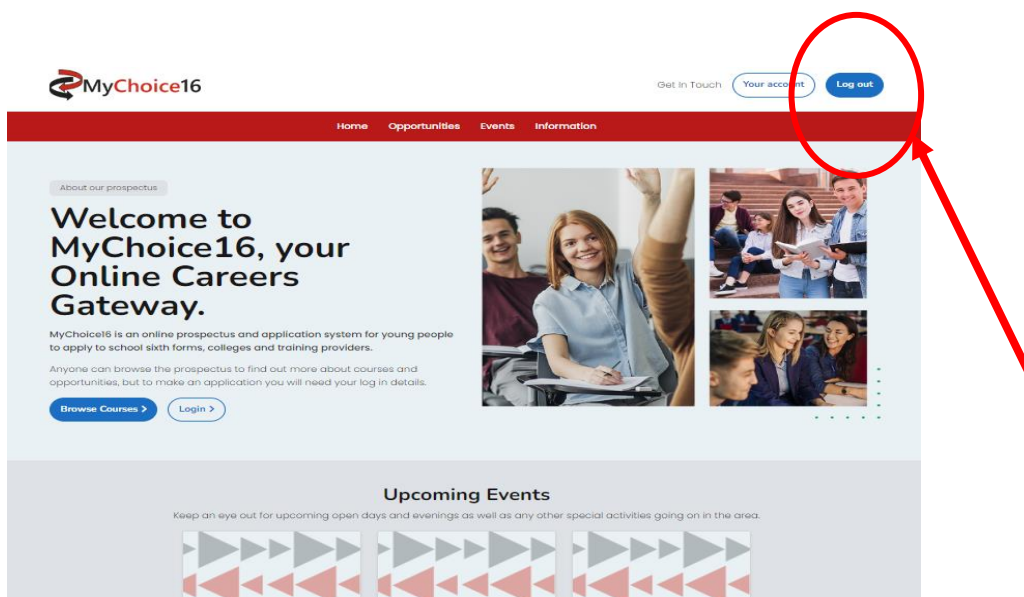 MyChoice16
Get In Touch Your account Log out
Home Opportunities Events Information
About our prospectus
Welcome to
MyChoice16, your
Online Careers
Gateway.
MyChoice16 is an online prospectus and application system for young people
to apply to school sixth forms, colleges and training providers.
Anyone can browse the prospectus to find out more about courses and
opportunities, but to make an application you will need your log in details.
Browse Courses > Login >
Upcoming Events
Keep an eye out for upcoming open days and evenings as well as any other special activities going on in the area.